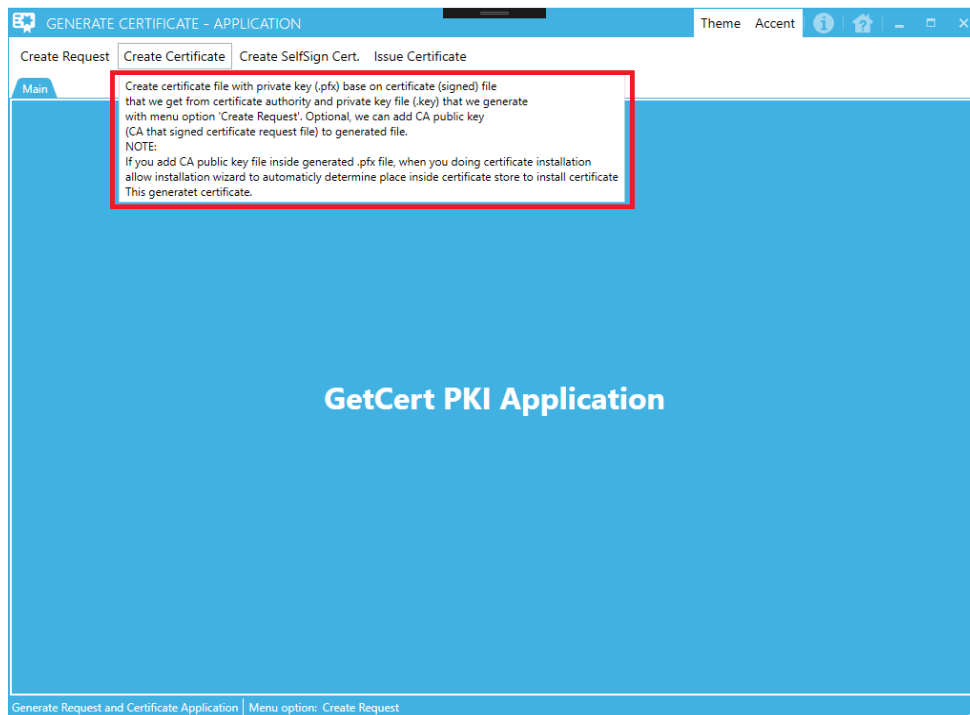 GENERATE CERTIFICATE - APPLICATION
Theme Accent
Create Request Create Certificate Create SelfSign Cert. Issue Certificate
Main
Create certificate file with private key (.pfx) base on certificate (signed) file
that we get from certificate authority and private key file (.key) that we generate
with menu option 'Create Request'. Optional, we can add CA public key
(CA that signed certificate request file) to generated file.
NOTE:
If you add CA public key file inside generated .pfx file, when you doing certificate installation
allow installation wizard to automaticly determine place inside certificate store to install certificate
This generatet certificate.
GetCert PKI Application
Generate Request and Certificate Application Menu option: Create Request